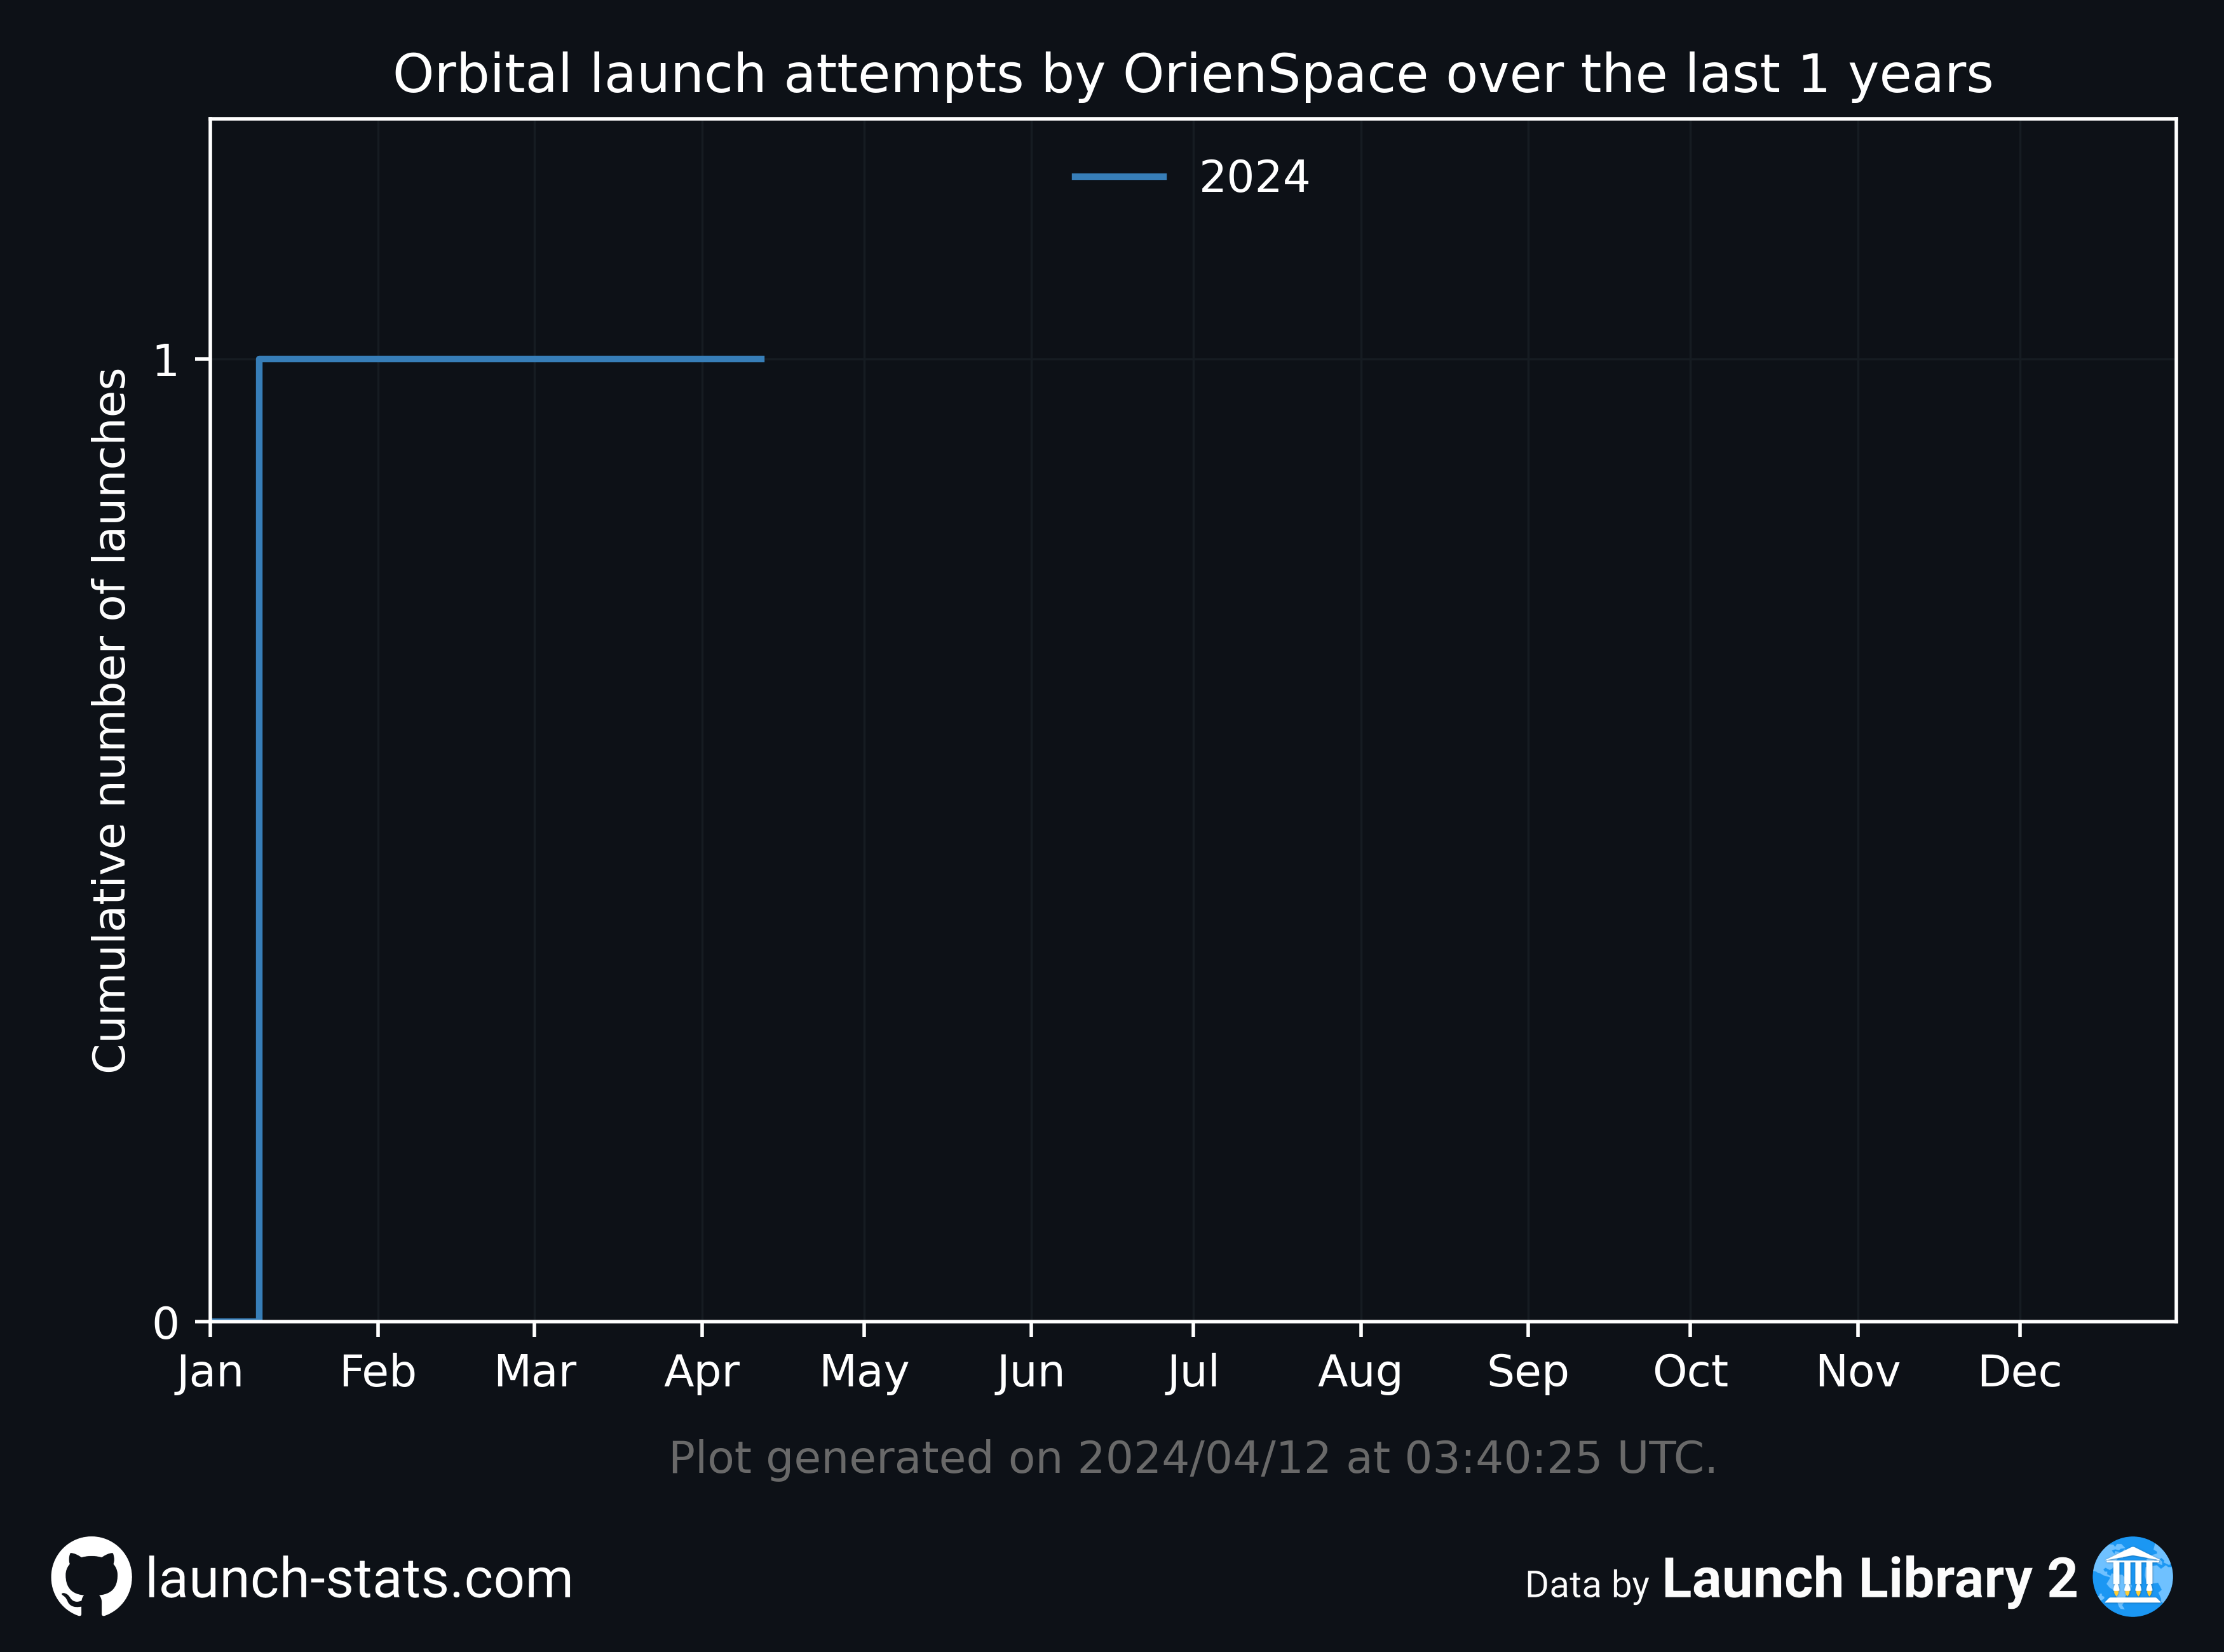 Orbital launch attempts by OrienSpace over the last 1 years
2024
Cumulative number of launches
1
0
Jan Feb Mar Apr May Jun Jul Aug Sep Oct Nov Dec
Plot generated on 2024/04/12 at 03:40:25 UTC.
launch-stats.com
Data by Launch Library 2